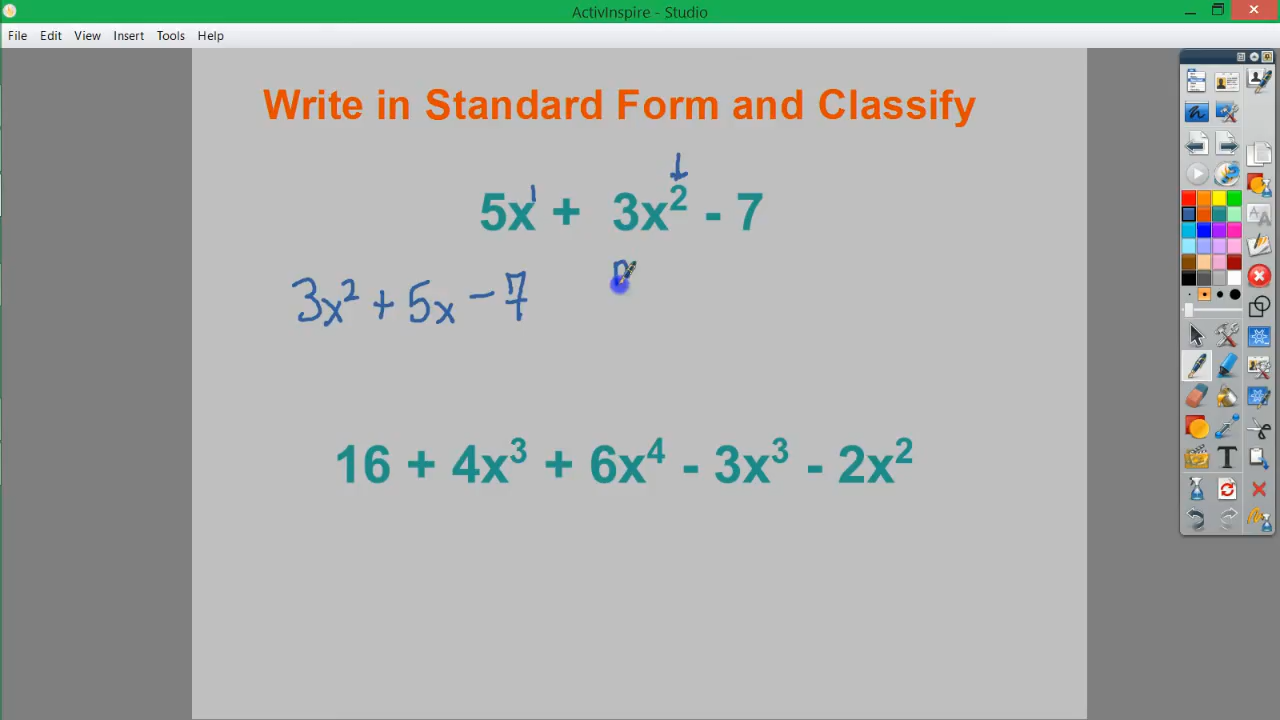 ActivInspire - Studio
File Edit View Insert Tools Help
Write in Standard Form and Classify
5x¹ + 3x² - 7
3x² + 5x - 7
16 + 4x³ + 6x⁴ - 3x³ - 2x²